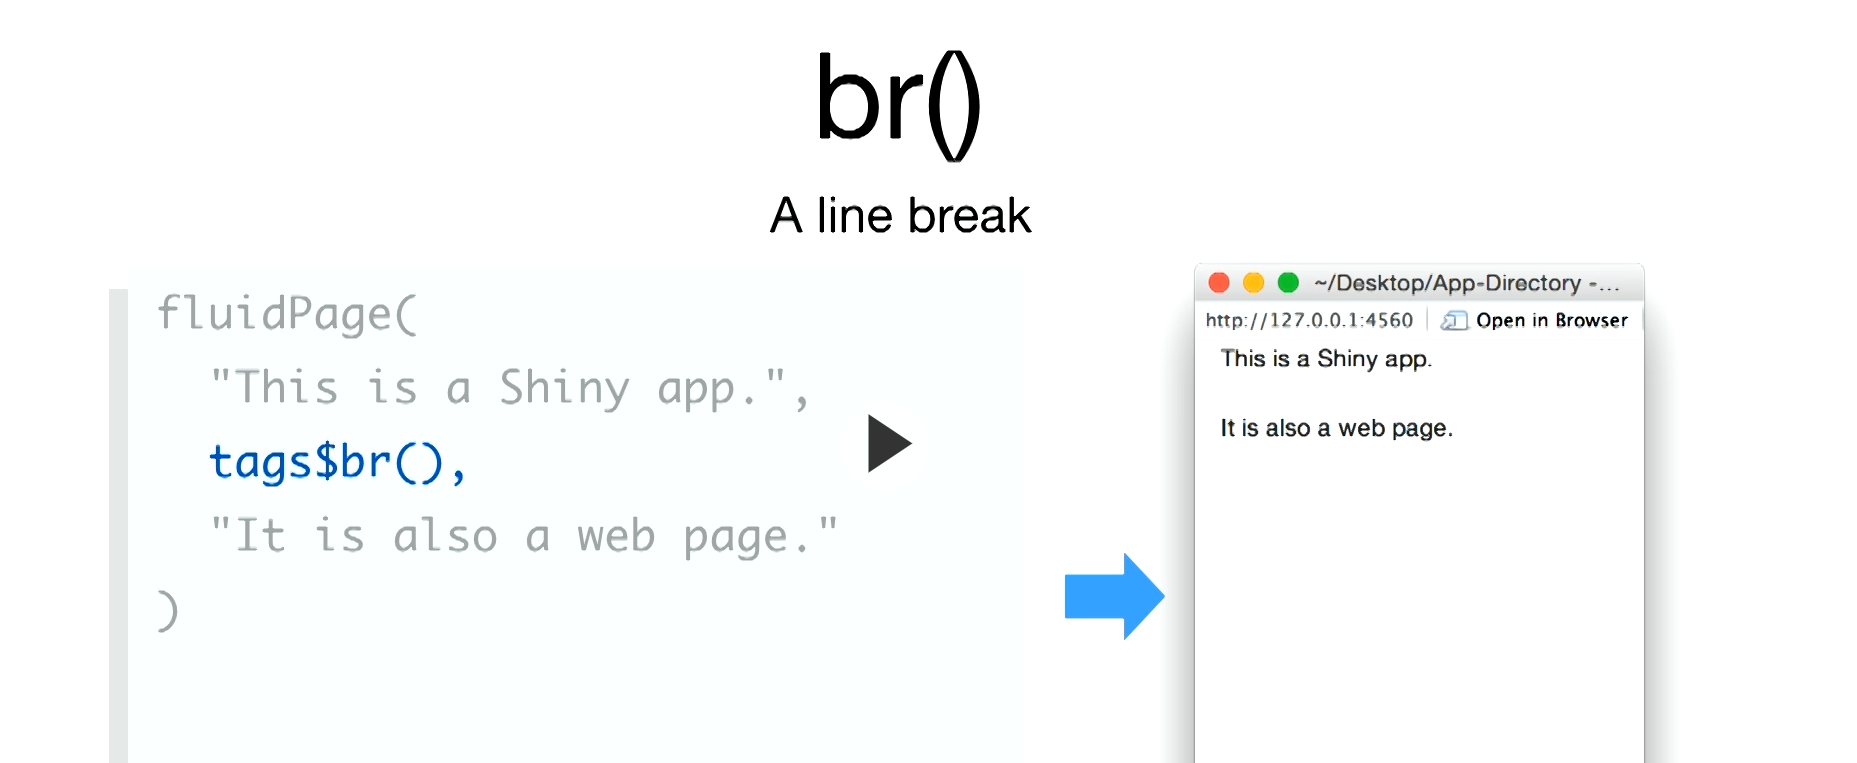 br()
A line break
fluidPage(
"This is a Shiny app.",
tags$br(),
"It is also a web page."
)
~/Desktop/App-Directory -...
http://127.0.0.1:4560 Open in Browser
This is a Shiny app.
It is also a web page.